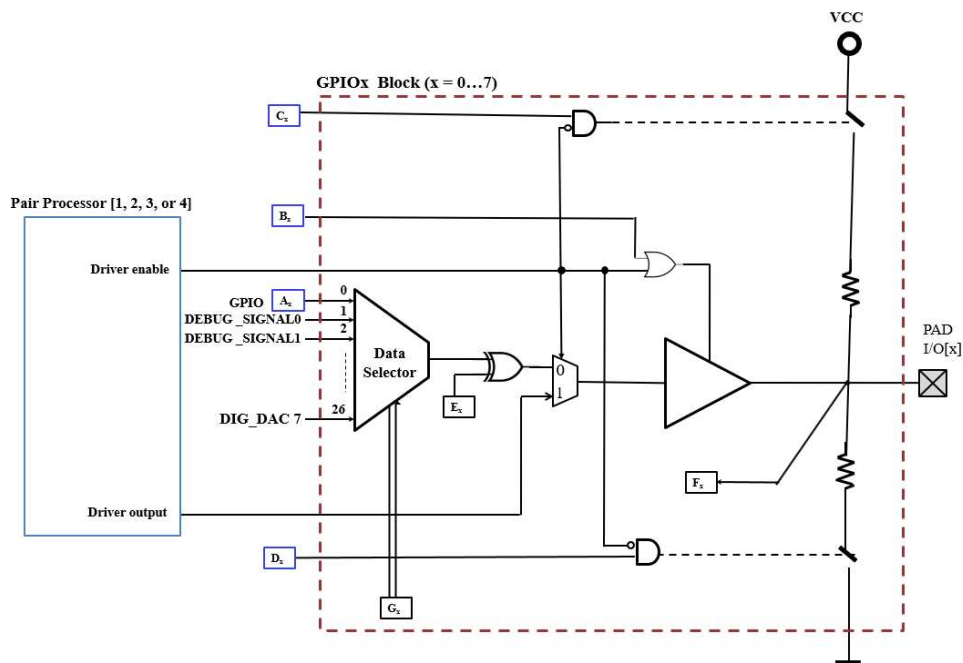 VCC
GPIOx Block (x = 0…7)
Cx
Pair Processor [1, 2, 3, or 4]
Bx
Driver enable
GPIO
Ax
0
DEBUG_SIGNAL0
1
DEBUG_SIGNAL1
2
Data
Selector
0
1
PAD
I/O[x]
Ex
DIG_DAC 7
26
Fx
Driver output
Dx
Gx